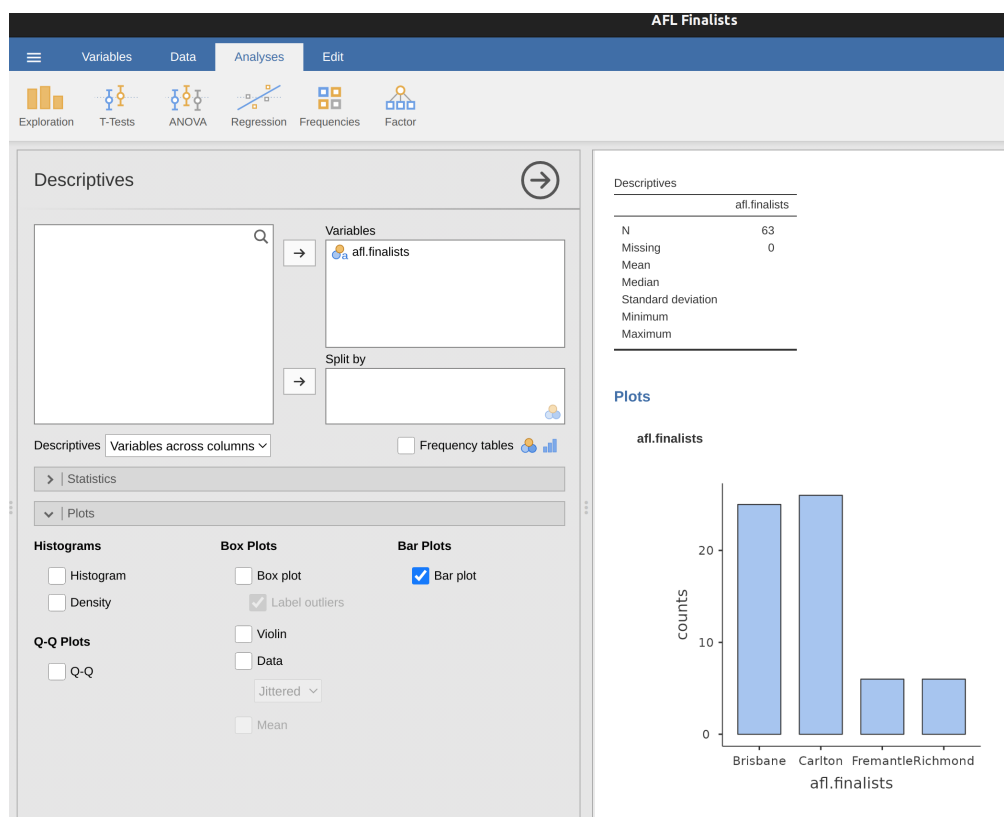 AFL Finalists
Variables Data Analyses Edit
Exploration T-Tests ANOVA Regression Frequencies Factor
Descriptives
Variables
a afl.finalists
Split by
Descriptives Variables across columns Frequency tables
Statistics
Plots
Histograms Box Plots Bar Plots
Histogram Box plot Bar plot
Density Label outliers
Q-Q Plots Violin
Q-Q Data
Jittered
Mean
Descriptives
afl.finalists
N 63
Missing 0
Mean
Median
Standard deviation
Minimum
Maximum
Plots
afl.finalists
20
10
0
counts
Brisbane Carlton Fremantle Richmond
afl.finalists